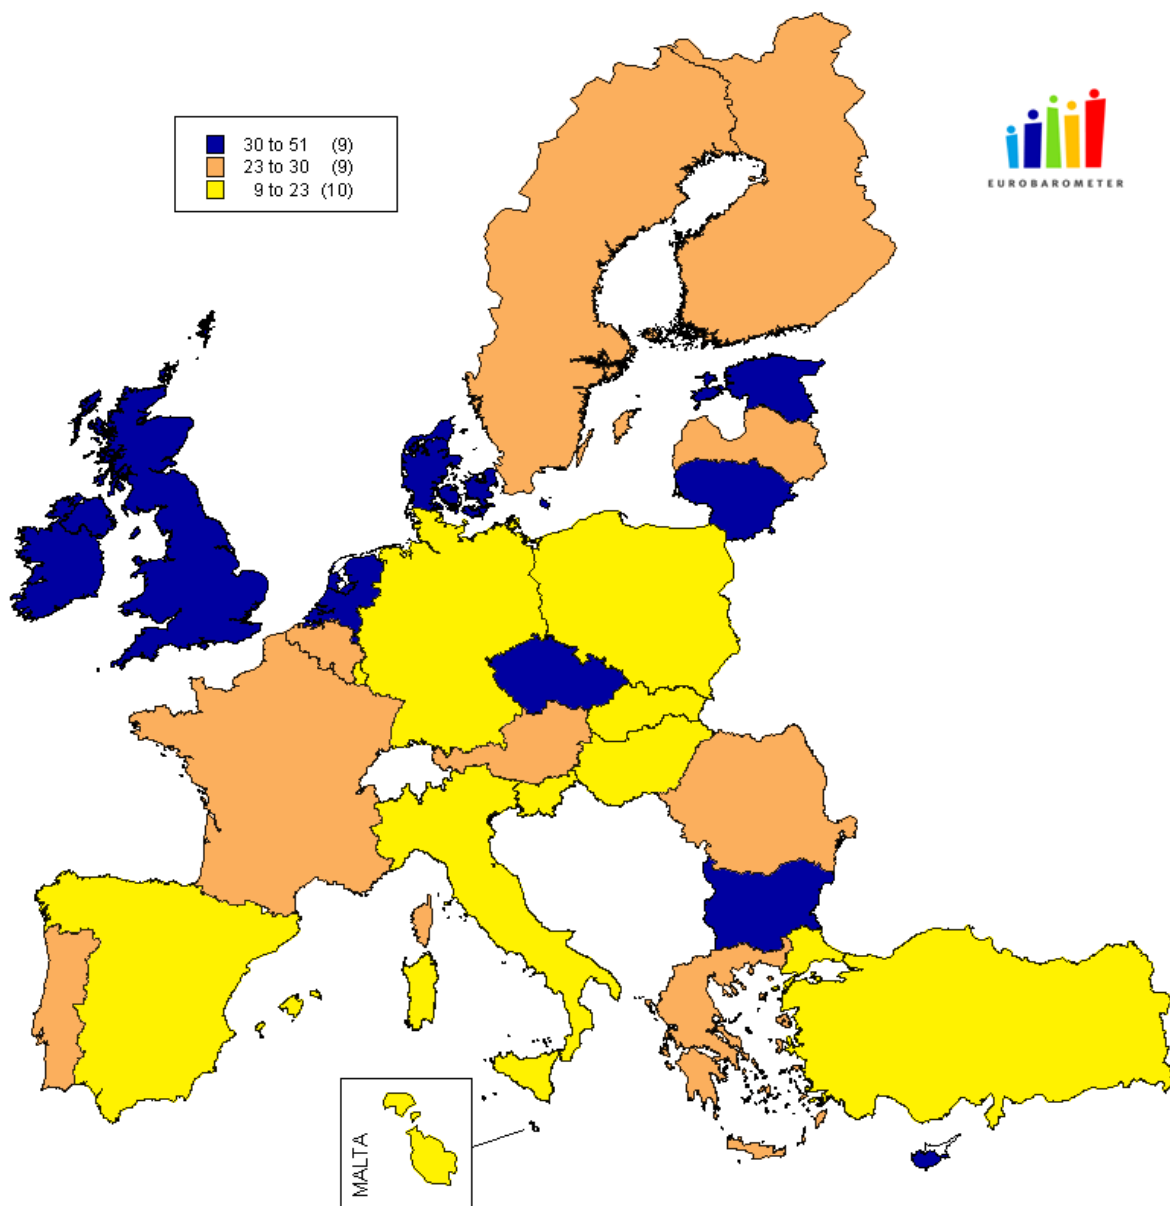 30 to 51 (9)
23 to 30 (9)
9 to 23 (10)
EUROBAROMETER
MALTA